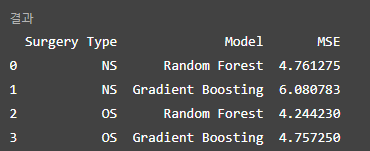 결과
Surgery Type Model MSE
0 NS Random Forest 4.761275
1 NS Gradient Boosting 6.080783
2 OS Random Forest 4.244230
3 OS Gradient Boosting 4.757250